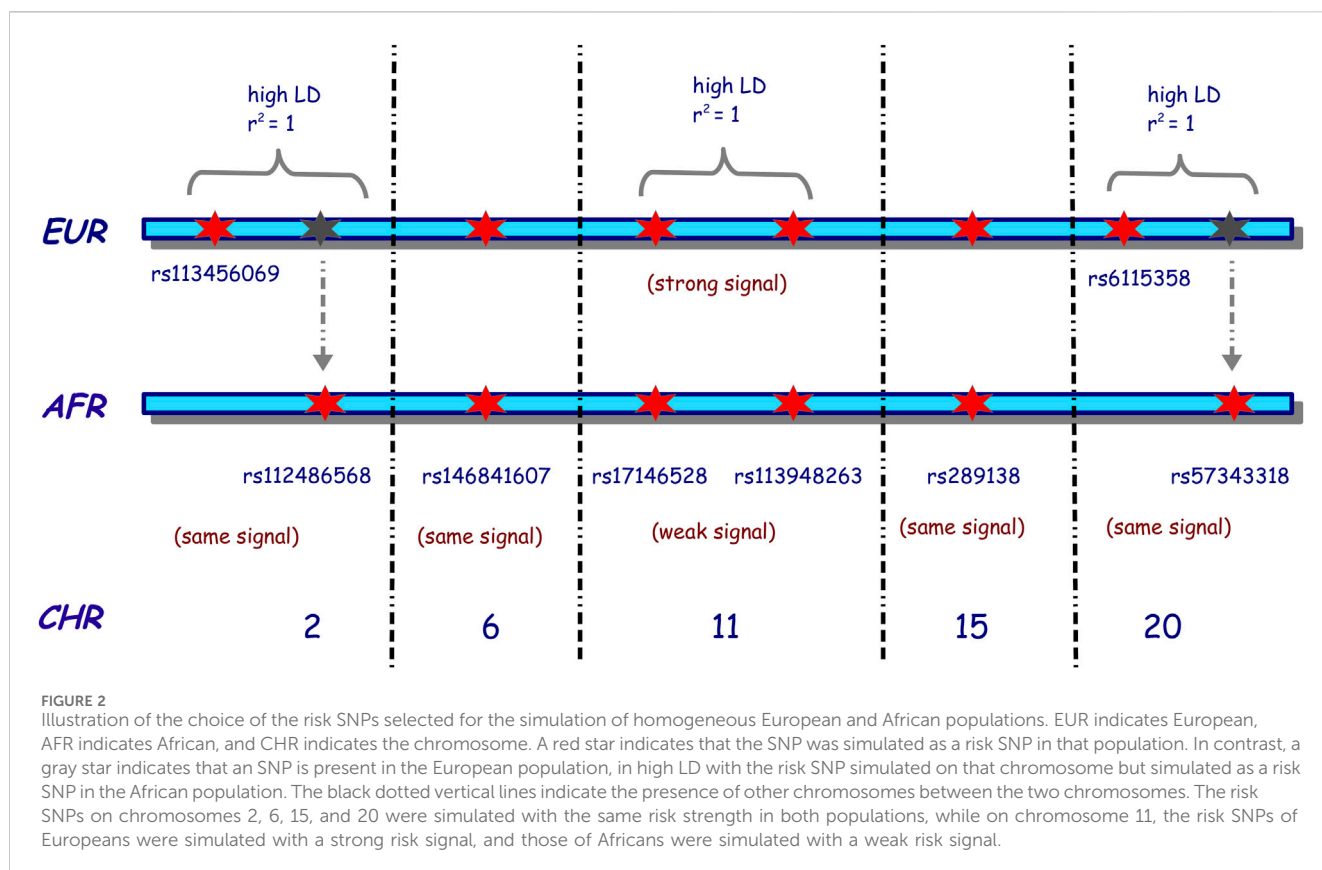 high LD
r² = 1
high LD
r² = 1
high LD
r² = 1
EUR
rs113456069
(strong signal)
rs6115358
AFR
rs112486568
rs146841607
rs17146528
rs113948263
rs289138
rs57343318
(same signal)
(same signal)
(weak signal)
(same signal)
(same signal)
CHR
2
6
11
15
20
FIGURE 2
Illustration of the choice of the risk SNPs selected for the simulation of homogeneous European and African populations. EUR indicates European,
AFR indicates African, and CHR indicates the chromosome. A red star indicates that the SNP was simulated as a risk SNP in that population. In contrast, a
gray star indicates that an SNP is present in the European population, in high LD with the risk SNP simulated on that chromosome but simulated as a risk
SNP in the African population. The black dotted vertical lines indicate the presence of other chromosomes between the two chromosomes. The risk
SNPs on chromosomes 2, 6, 15, and 20 were simulated with the same risk strength in both populations, while on chromosome 11, the risk SNPs of
Europeans were simulated with a strong risk signal, and those of Africans were simulated with a weak risk signal.